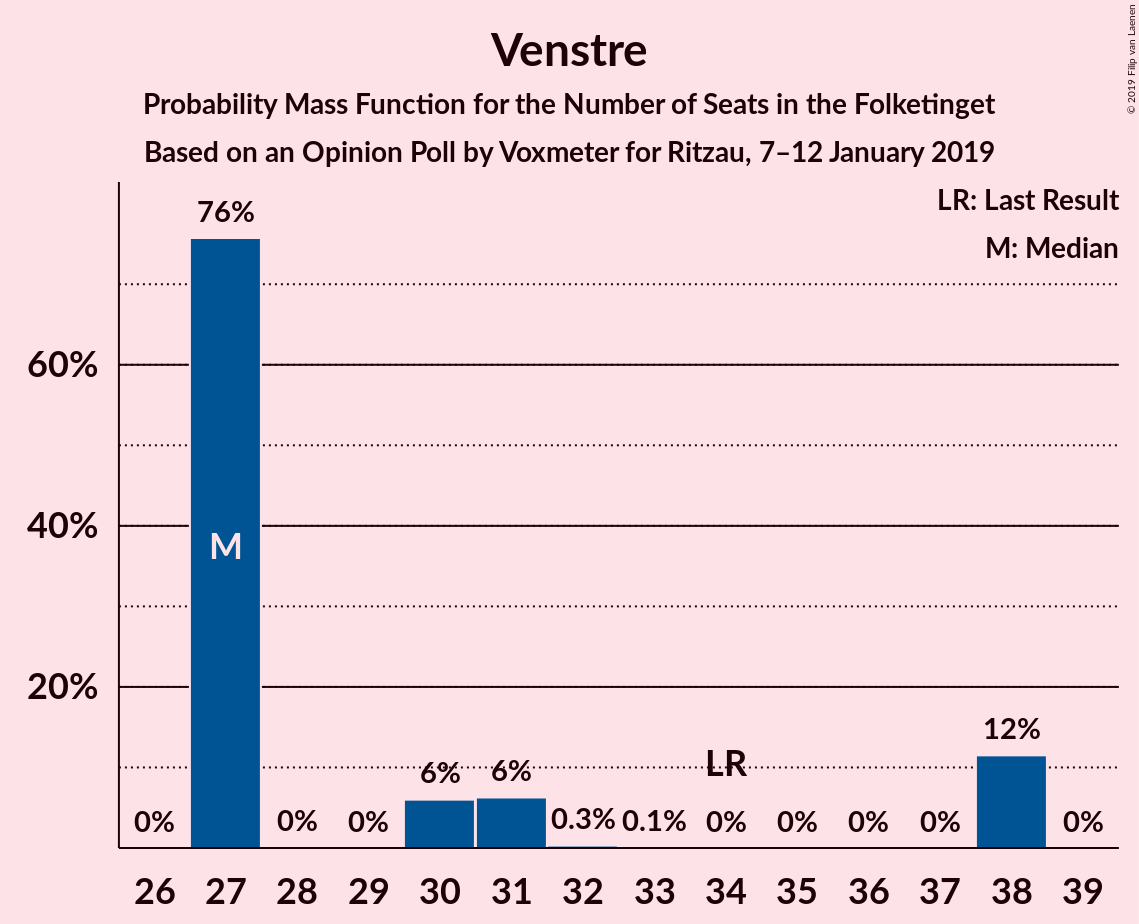 Venstre
Probability Mass Function for the Number of Seats in the Folketinget
Based on an Opinion Poll by Voxmeter for Ritzau, 7–12 January 2019
© 2019 Filip van Laenen
LR: Last Result
M: Median
60%
40%
20%
0%
76%
M
0%
0%
6%
6%
0.3%
0.1%
LR
0%
0%
0%
0%
12%
0%
26 27 28 29 30 31 32 33 34 35 36 37 38 39